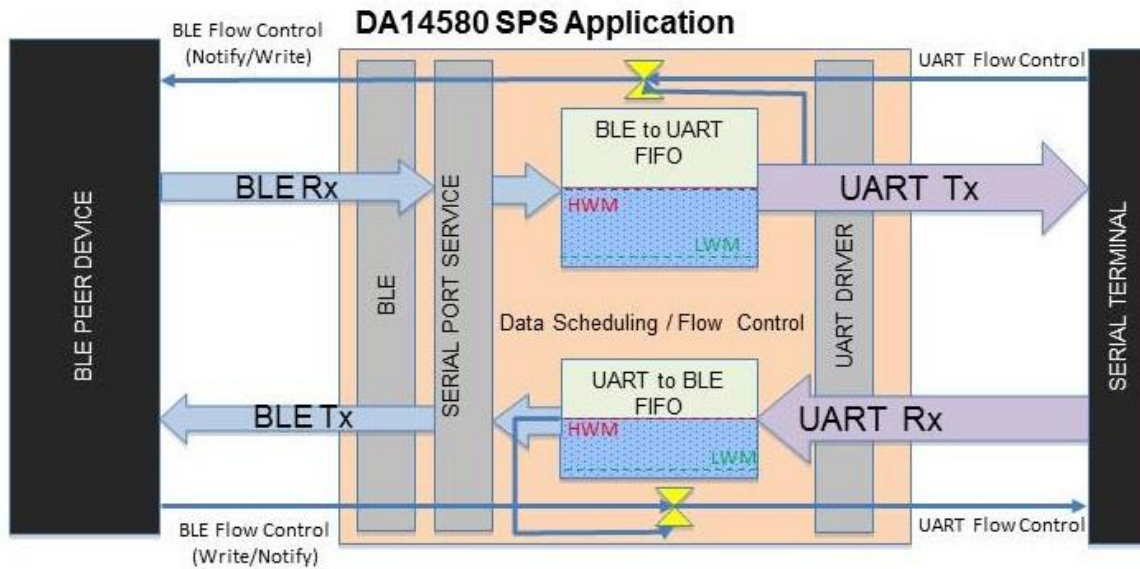 DA14580 SPS Application
BLE Flow Control
(Notify/Write)
UART Flow Control
BLE PEER DEVICE
BLE
SERIAL PORT SERVICE
UART DRIVER
SERIAL TERMINAL
BLE to UART
FIFO
BLE Rx
UART Tx
HWM
LWM
Data Scheduling / Flow Control
UART to BLE
FIFO
BLE Tx
UART Rx
HWM
LWM
BLE Flow Control
(Write/Notify)
UART Flow Control